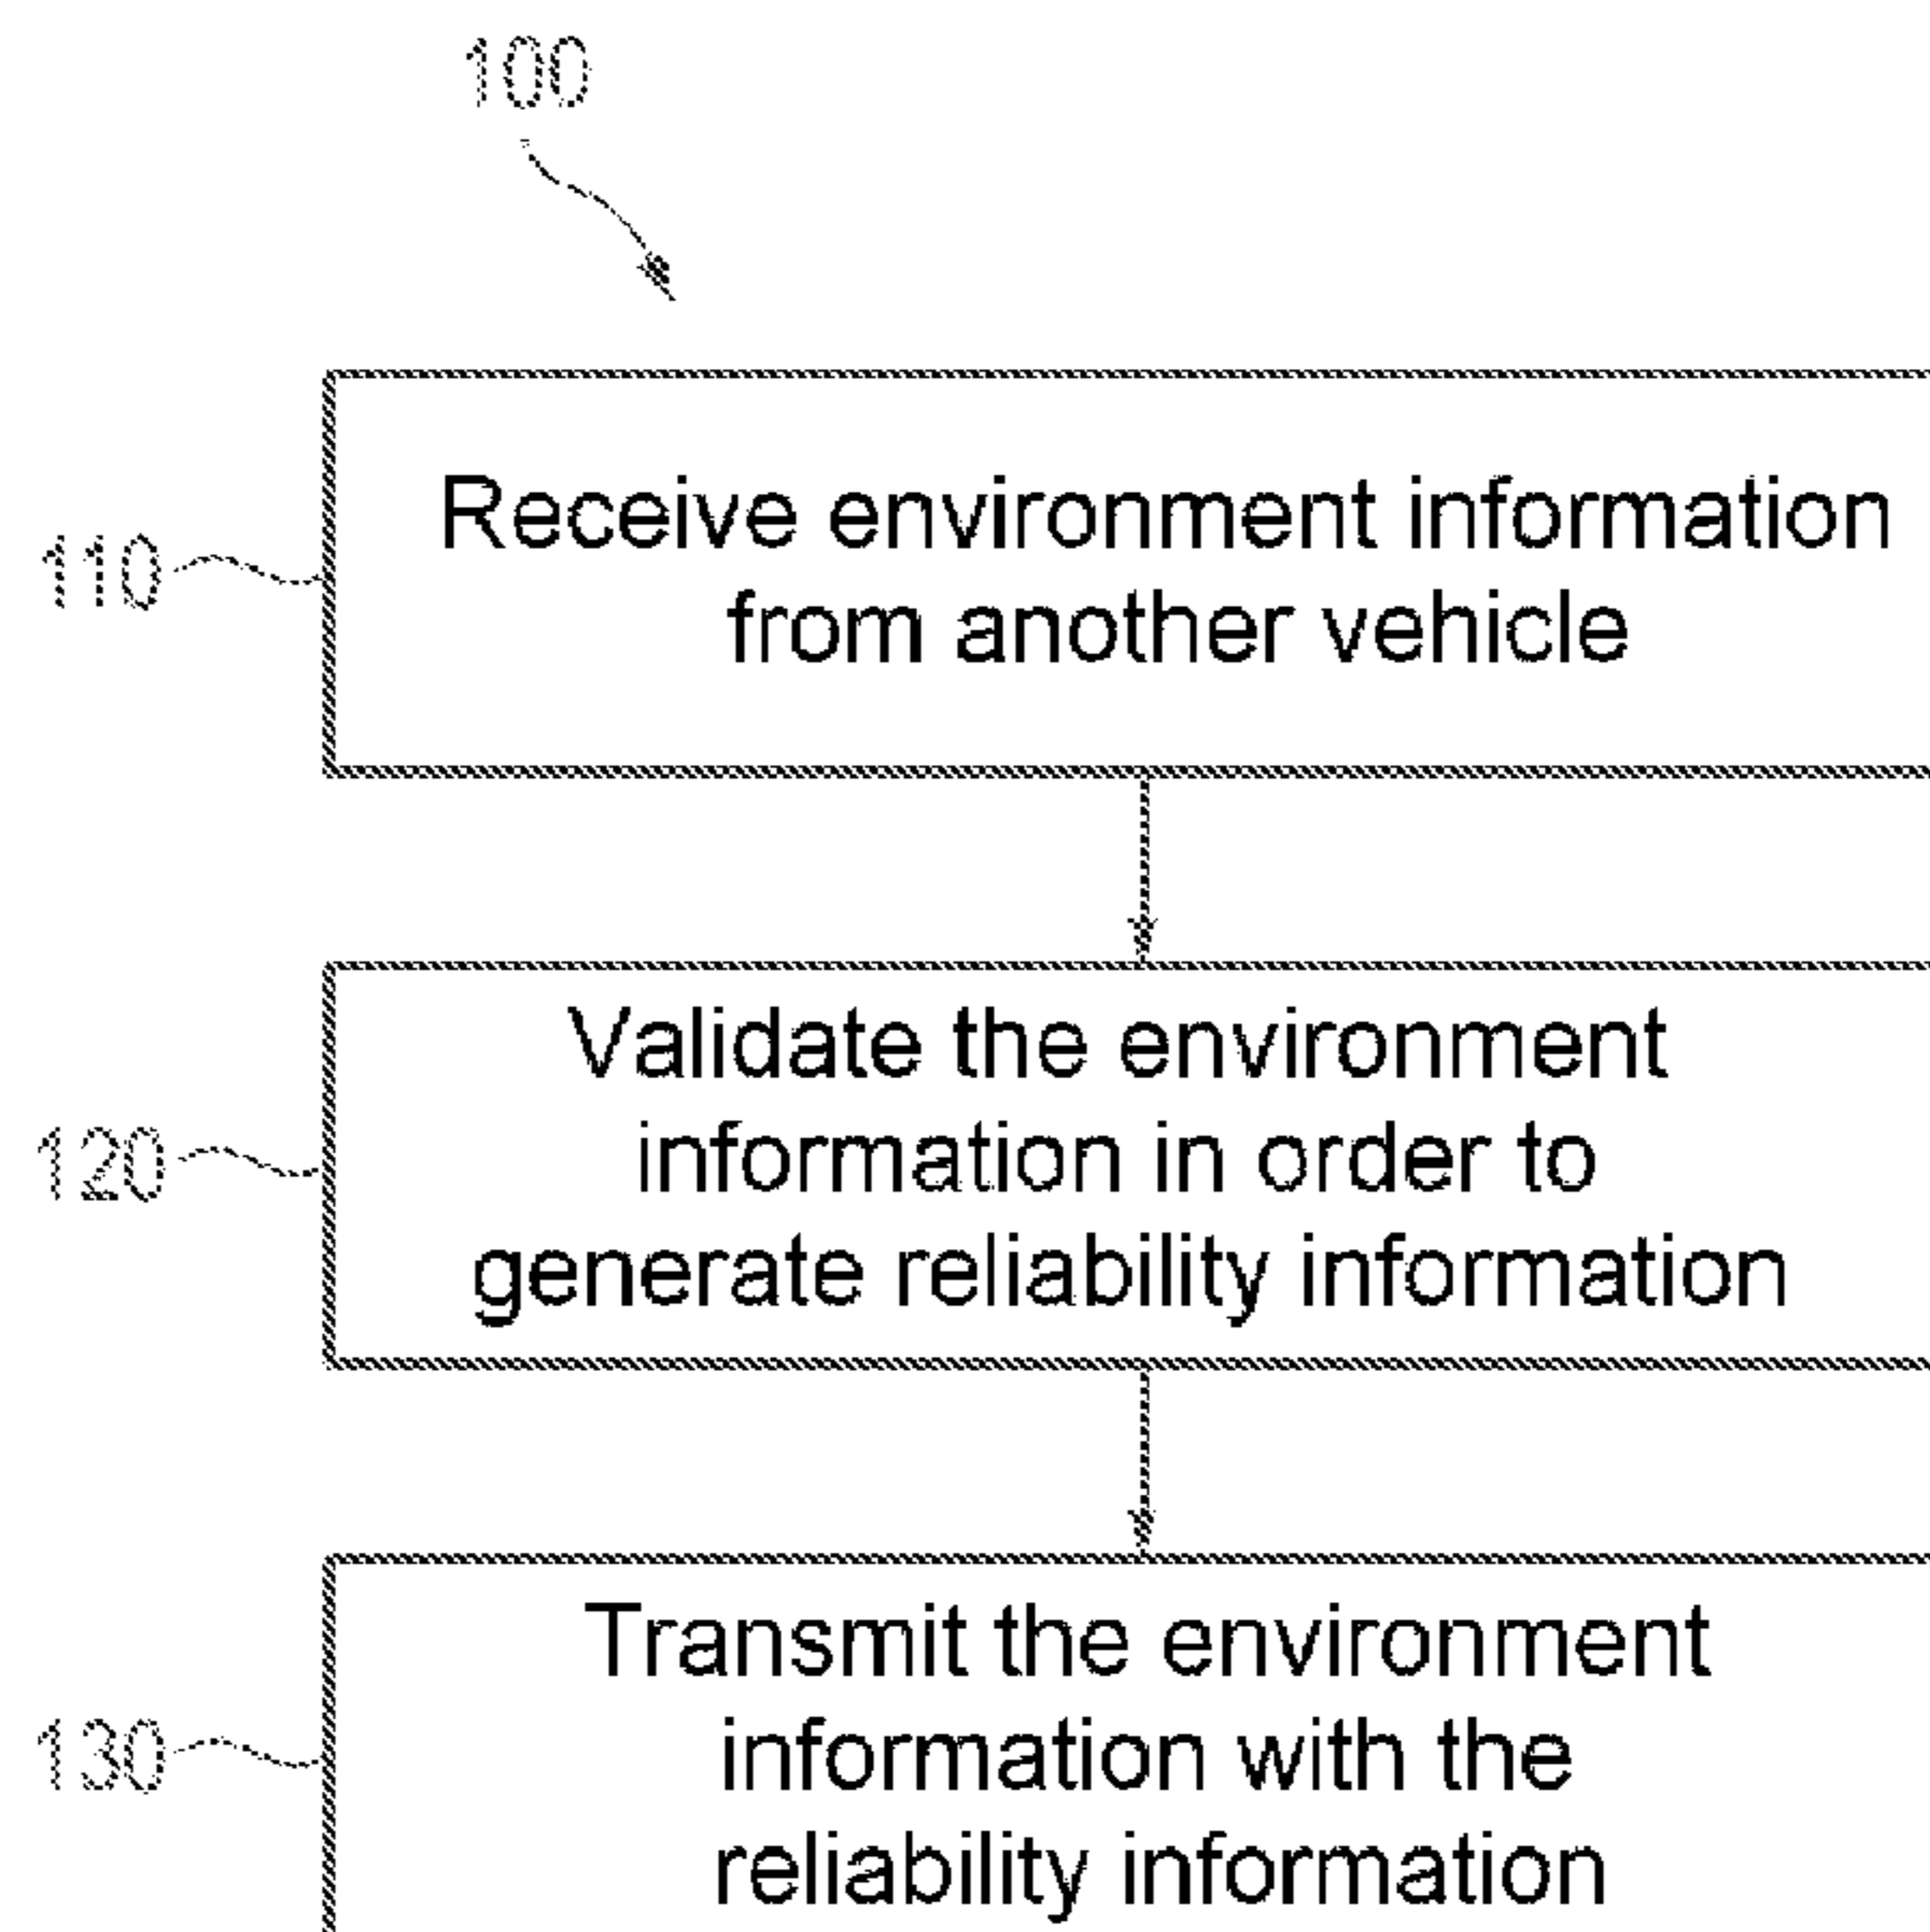 100
110
Receive environment information
from another vehicle
120
Validate the environment
information in order to
generate reliability information
130
Transmit the environment
information with the
reliability information